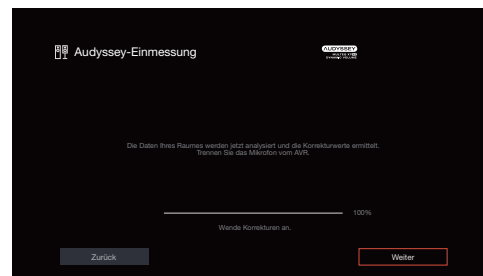 Audyssey-Einmessung
AUDYSSEY
Die Daten Ihres Raumes werden jetzt analysiert und die Korrekturwerte ermittelt.
Trennen Sie das Mikrofon vom AVR.
100%
Wende Korrekturen an.
Zurück
Weiter